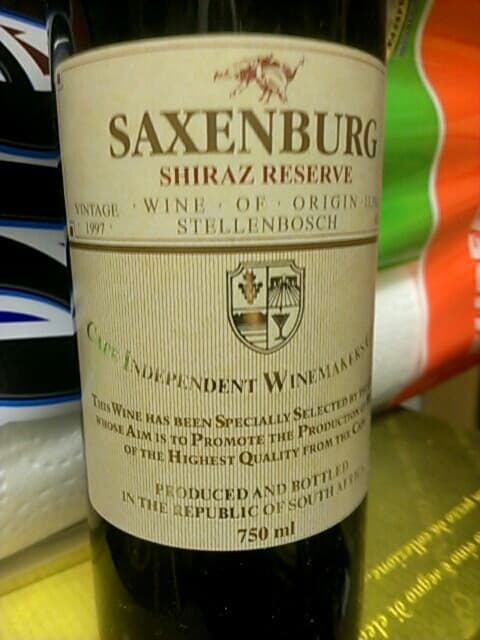 SAXENBURG
SHIRAZ RESERVE
VINTAGE · WINE · OF · ORIGIN
1997 · STELLENBOSCH
CAPE INDEPENDENT WINEMAKERS
THIS WINE HAS BEEN SPECIALLY SELECTED BY
WHOSE AIM IS TO PROMOTE THE PRODUCTION OF
OF THE HIGHEST QUALITY FROM THE
PRODUCED AND BOTTLED
IN THE REPUBLIC OF SOUTH AFRICA
750 ml